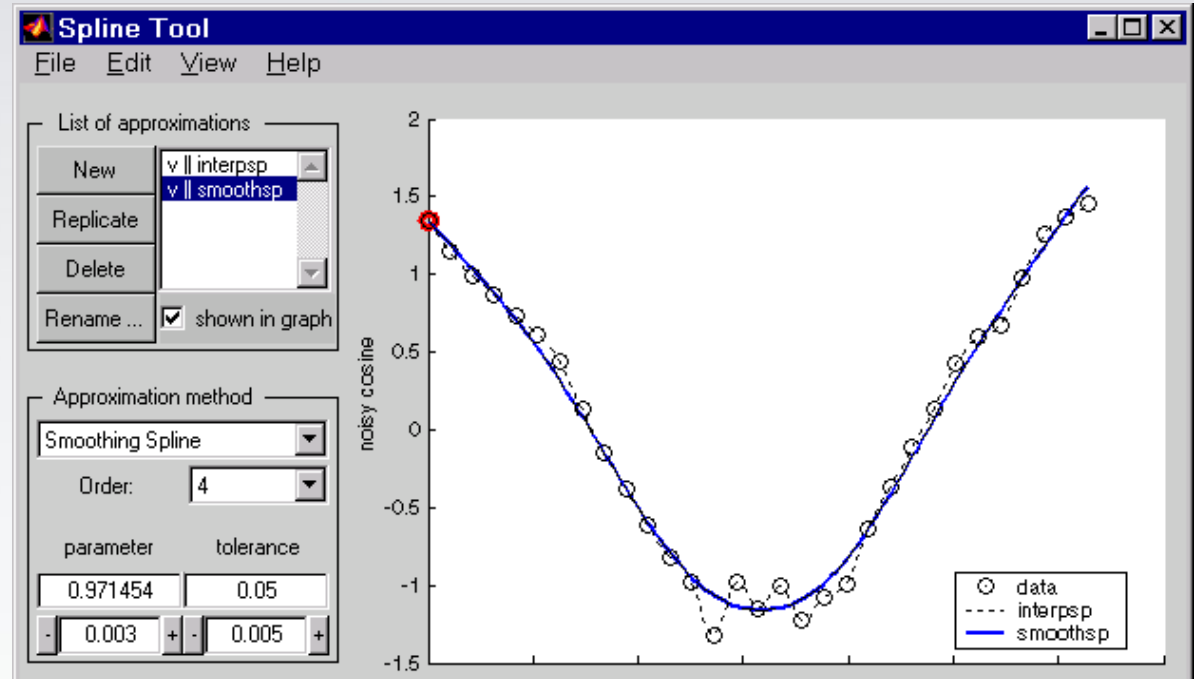 Spline Tool
File Edit View Help
List of approximations
New
v || interpsp
v || smoothsp
Replicate
Delete
Rename ...
shown in graph
Approximation method
Smoothing Spline
Order: 4
parameter tolerance
0.971454 0.05
- 0.003 + - 0.005 +
noisy cosine
2
1.5
1
0.5
0
-0.5
-1
-1.5
data
interpsp
smoothsp